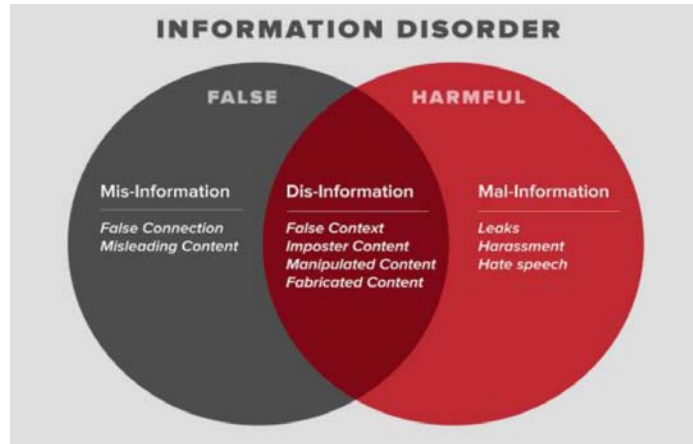 INFORMATION DISORDER
FALSE
HARMFUL
Mis-Information
False Connection
Misleading Content
Dis-Information
False Context
Imposter Content
Manipulated Content
Fabricated Content
Mal-Information
Leaks
Harassment
Hate speech